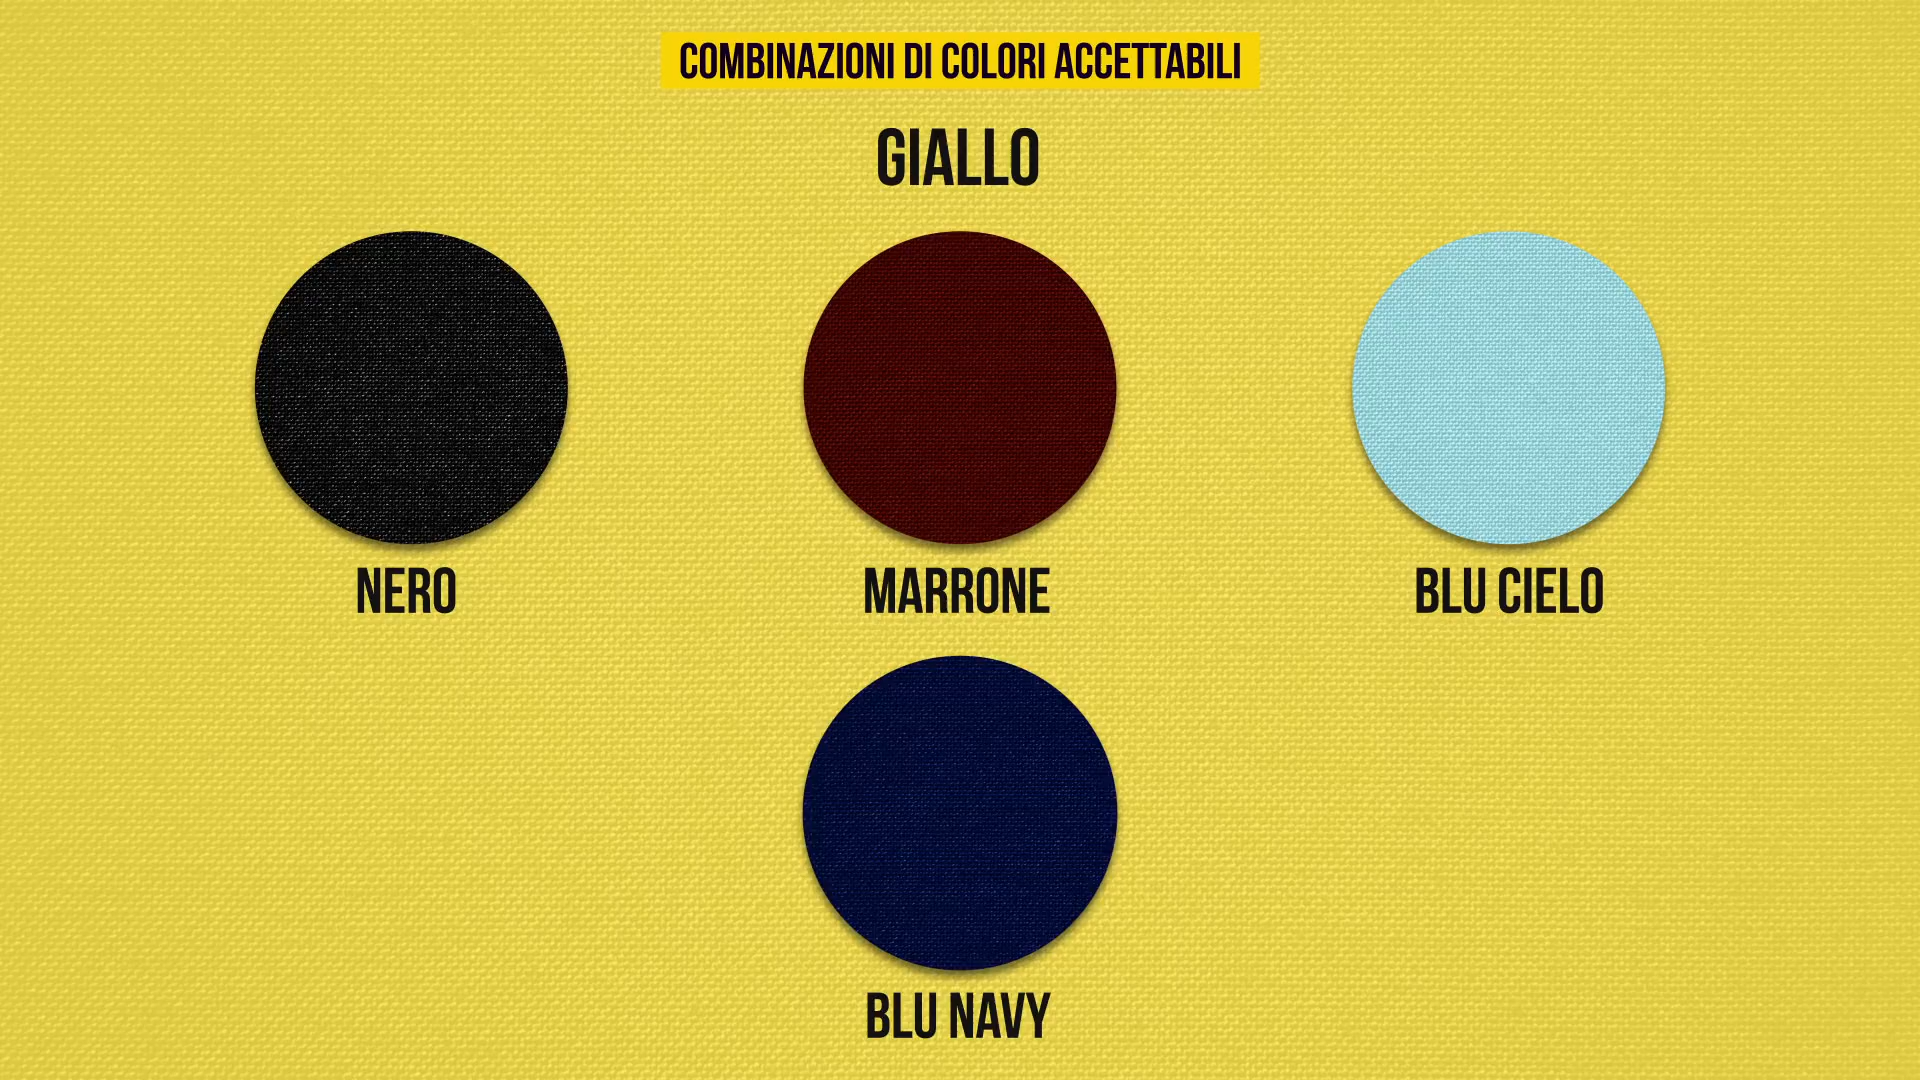 COMBINAZIONI DI COLORI ACCETTABILI
GIALLO
NERO
MARRONE
BLU CIELO
BLU NAVY